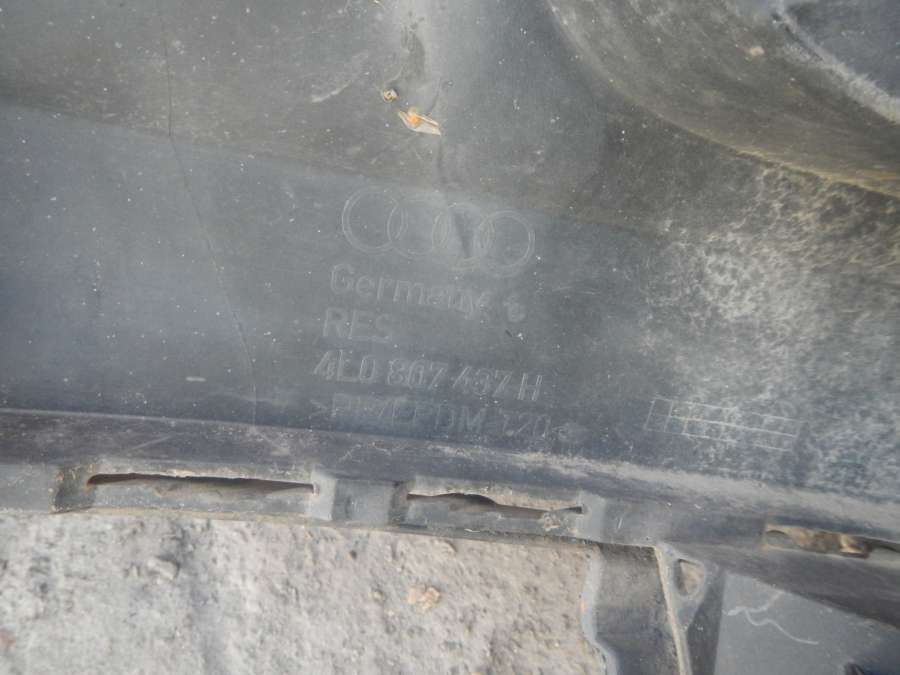 Germany
RES
4L0 807 437 H
>PP/EPDM T20<